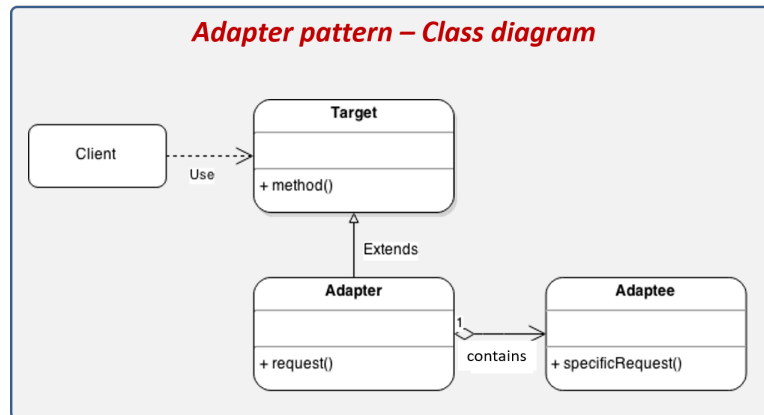 Adapter pattern – Class diagram
Target
Client
Use
+ method()
Extends
Adapter
Adaptee
1
contains
+ request()
+ specificRequest()